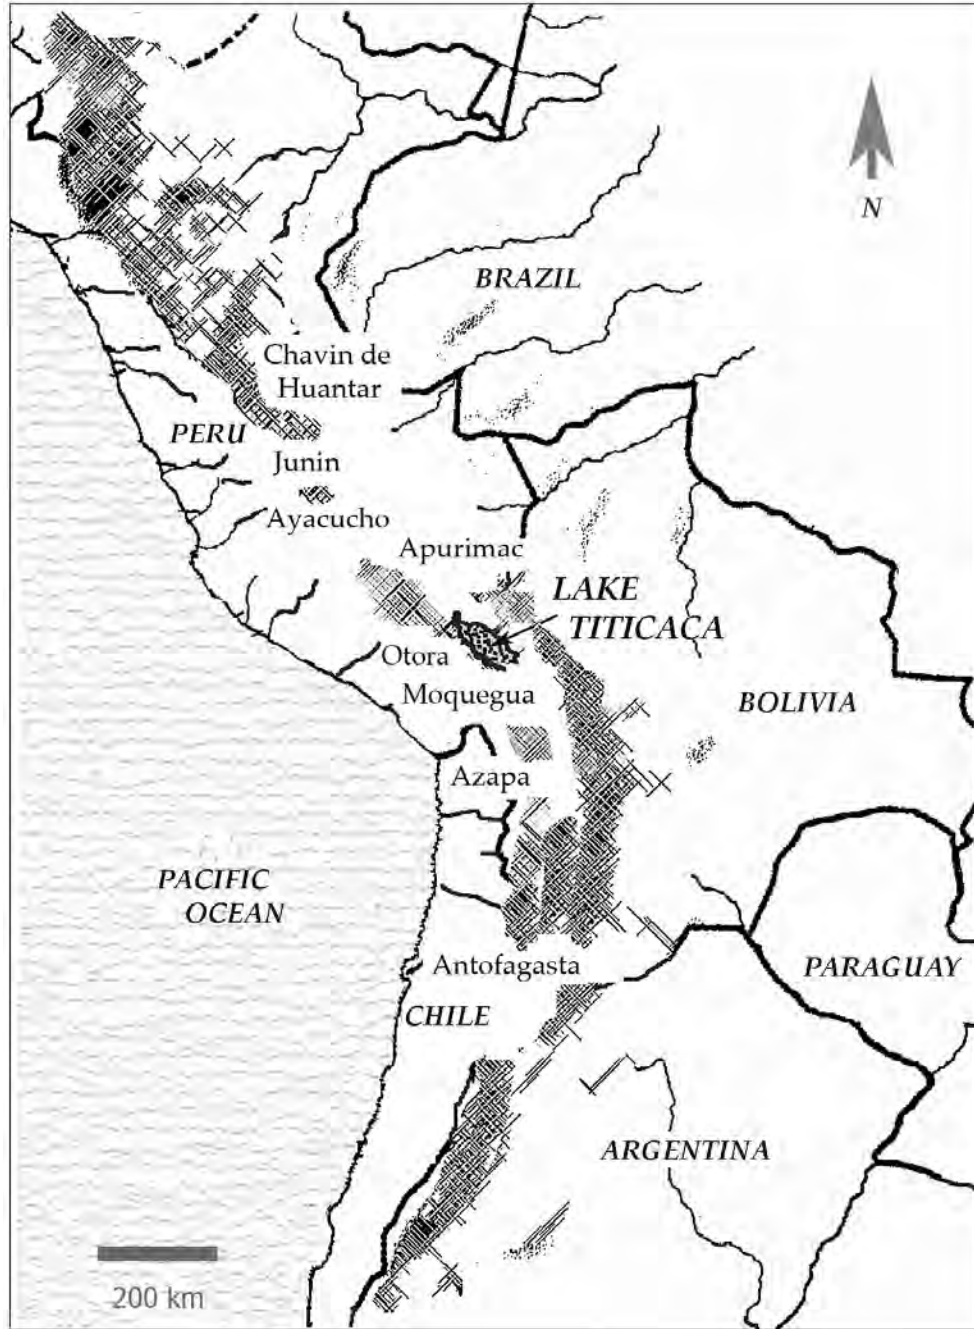 N
BRAZIL
Chavin de
Huantar
PERU
Junin
Ayacucho
Apurimac
LAKE
TITICACA
Otora
Moquegua
BOLIVIA
Azapa
PACIFIC
OCEAN
Antofagasta
PARAGUAY
CHILE
ARGENTINA
200 km